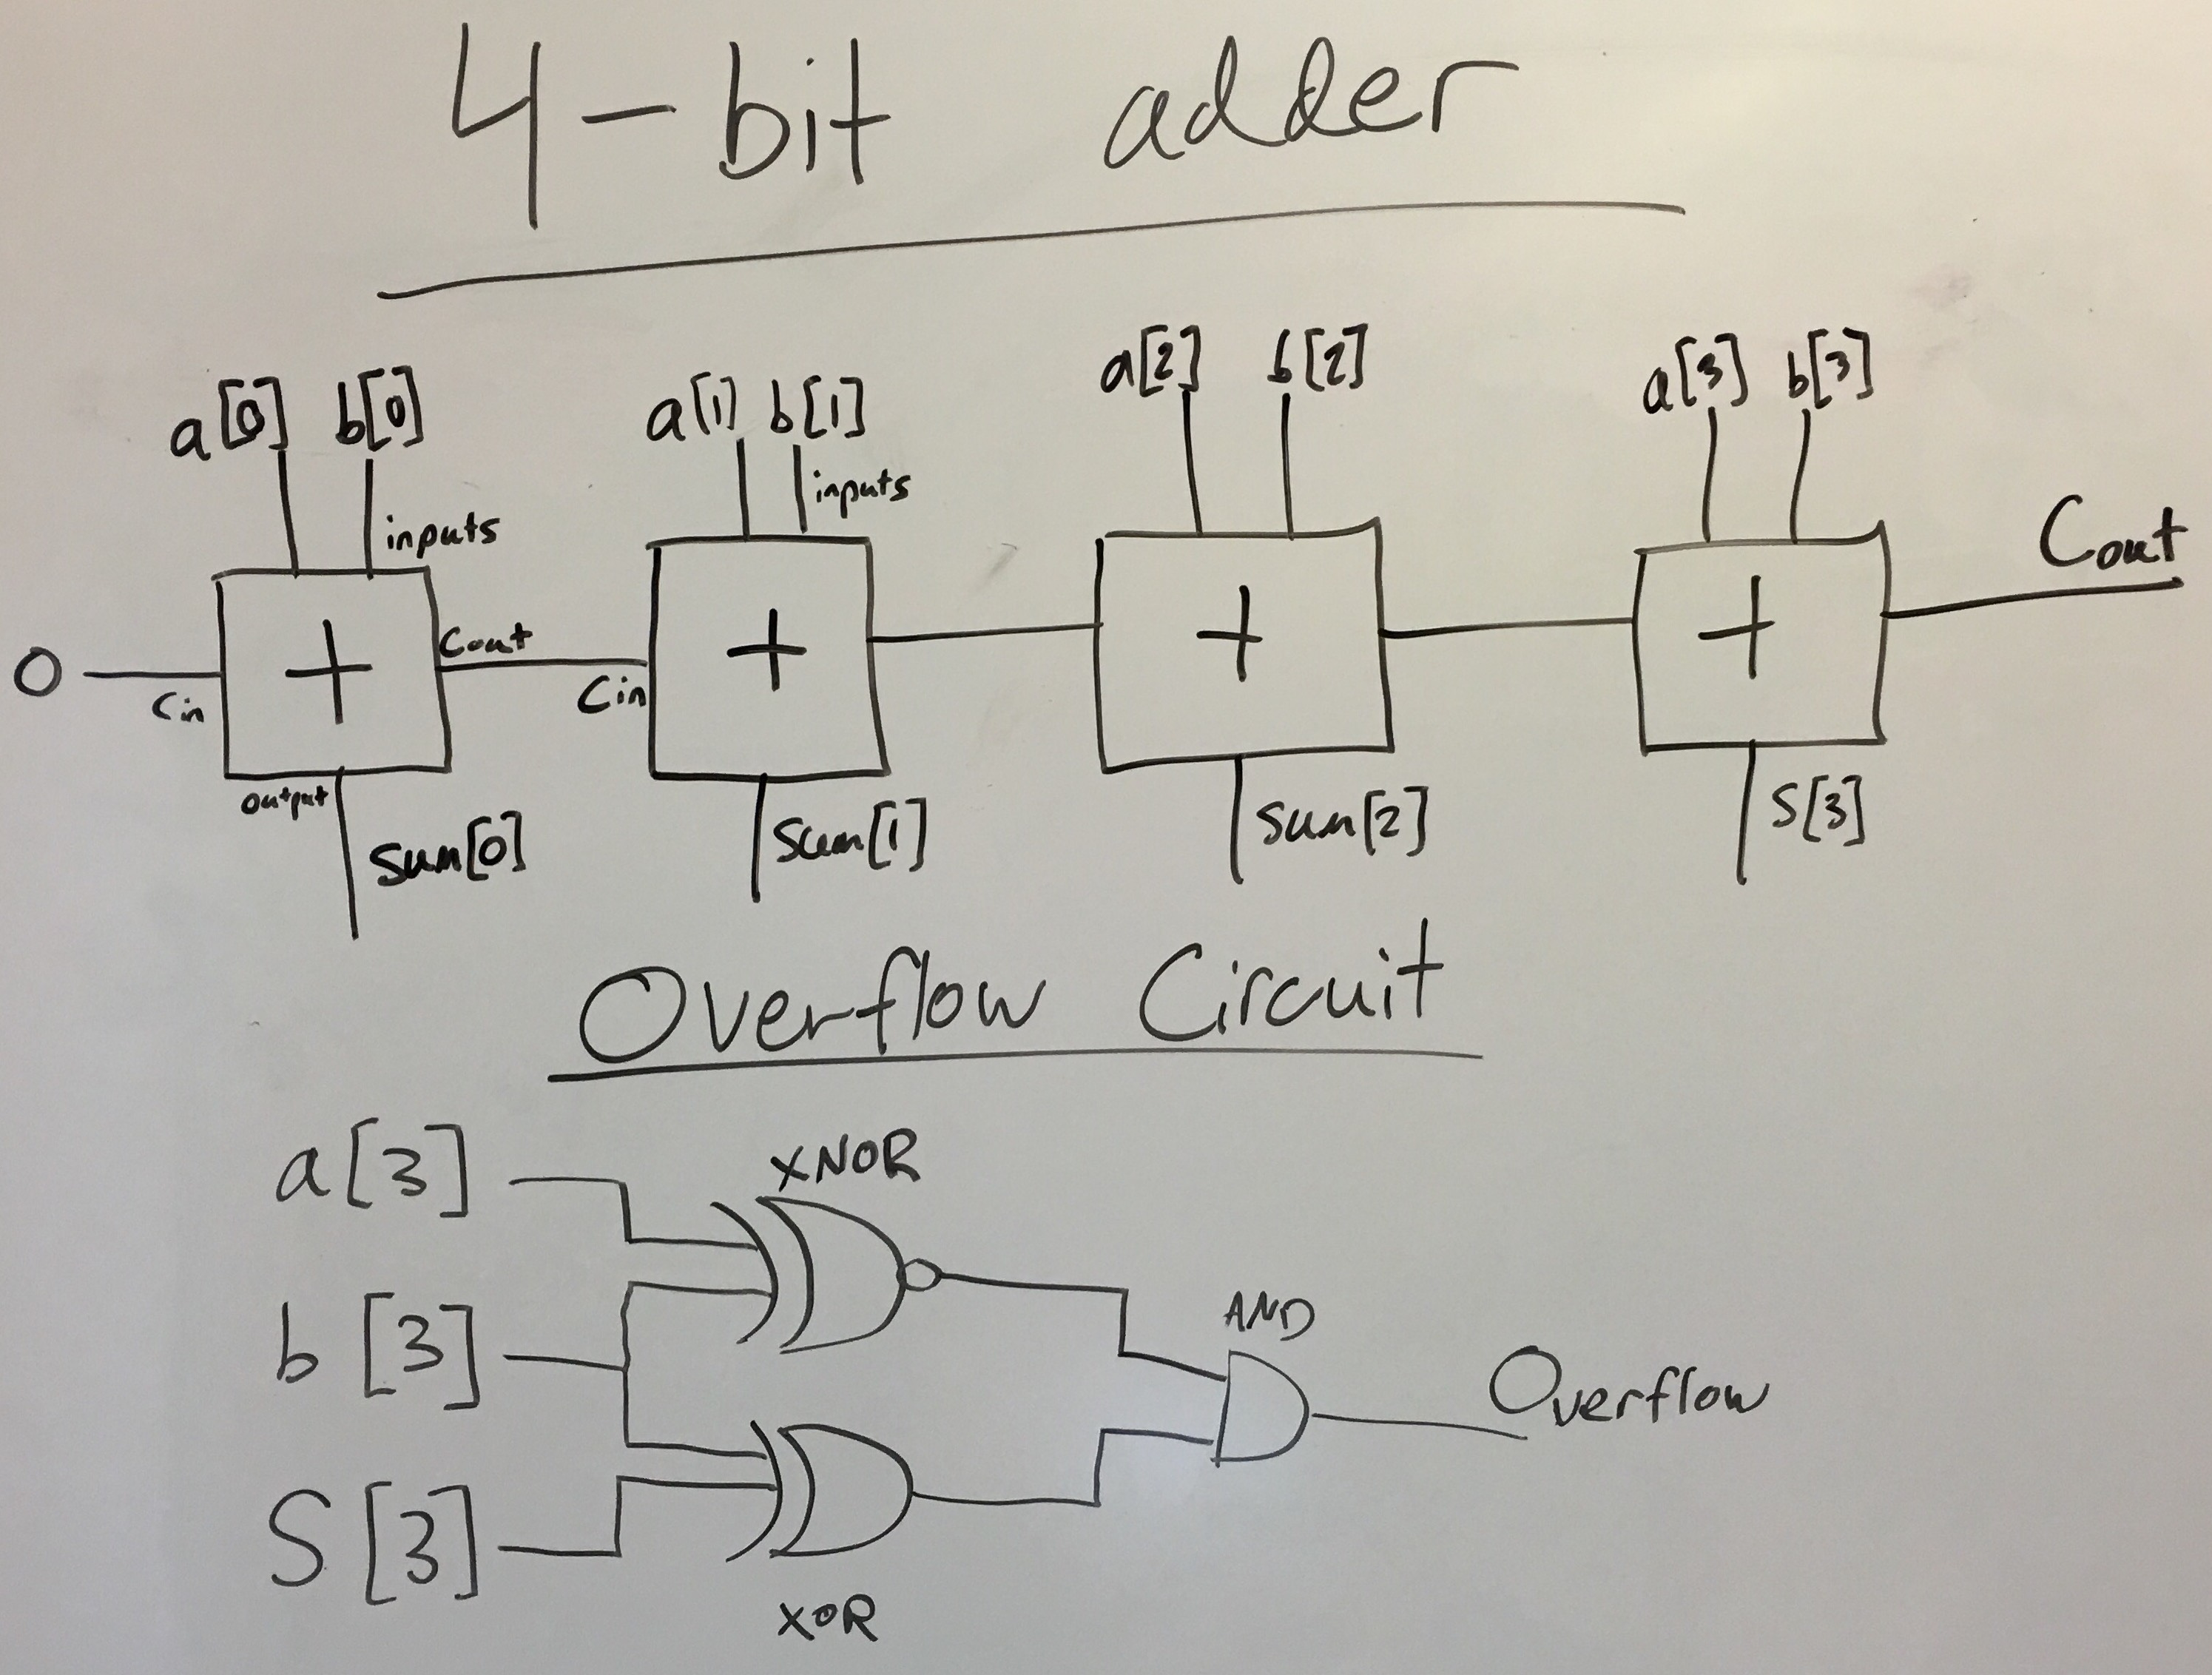 4-bit adder
a[0] b[0] a[1] b[1] a[2] b[2] a[3] b[3]
inputs inputs
0 Cin + Cout Cin + + + Cout
output sum[0] sum[1] sum[2] S[3]
Overflow Circuit
a[3] XNOR
b[3] AND Overflow
S[3] XOR